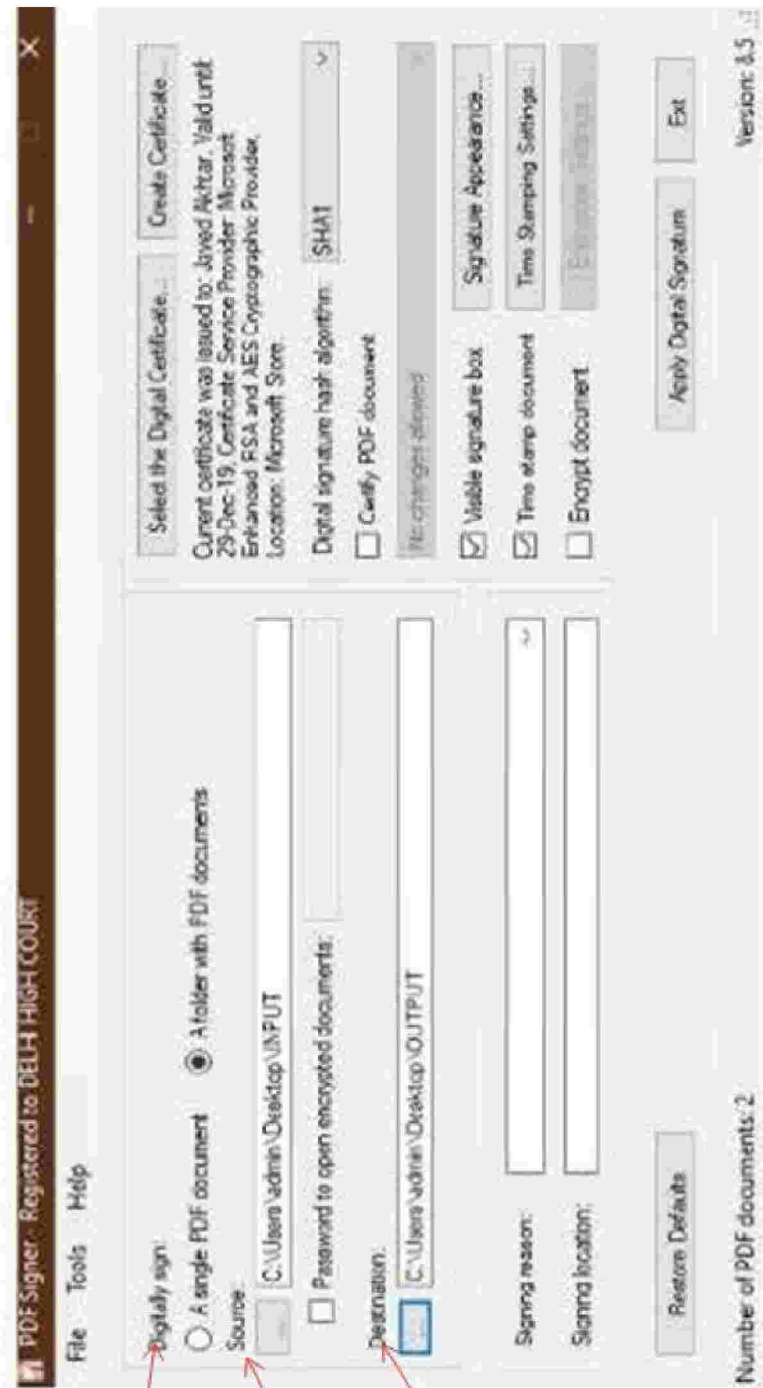 PDF Signer - Registered to DELHI HIGH COURT
File Tools Help
Digitally sign:
A single PDF document
A folder with PDF documents
Source:
...
C:\Users\admin\Desktop\INPUT
Password to open encrypted documents:
Destination:
...
C:\Users\admin\Desktop\OUTPUT
Signing reason:
Signing location:
Restore Defaults
Number of PDF documents: 2
Select the Digital Certificate...
Create Certificate...
Current certificate was issued to: Javed Akhtar. Valid until:
29-Dec-19, Certificate Service Provider: Microsoft
Enhanced RSA and AES Cryptographic Provider,
Location: Microsoft Store.
Digital signature hash algorithm:
SHA1
Certify PDF document
No changes allowed
Visible signature box
Signature Appearance...
Time stamp document
Time Stamping Settings...
Encrypt document
Apply Digital Signature
Exit
Version: 8.5